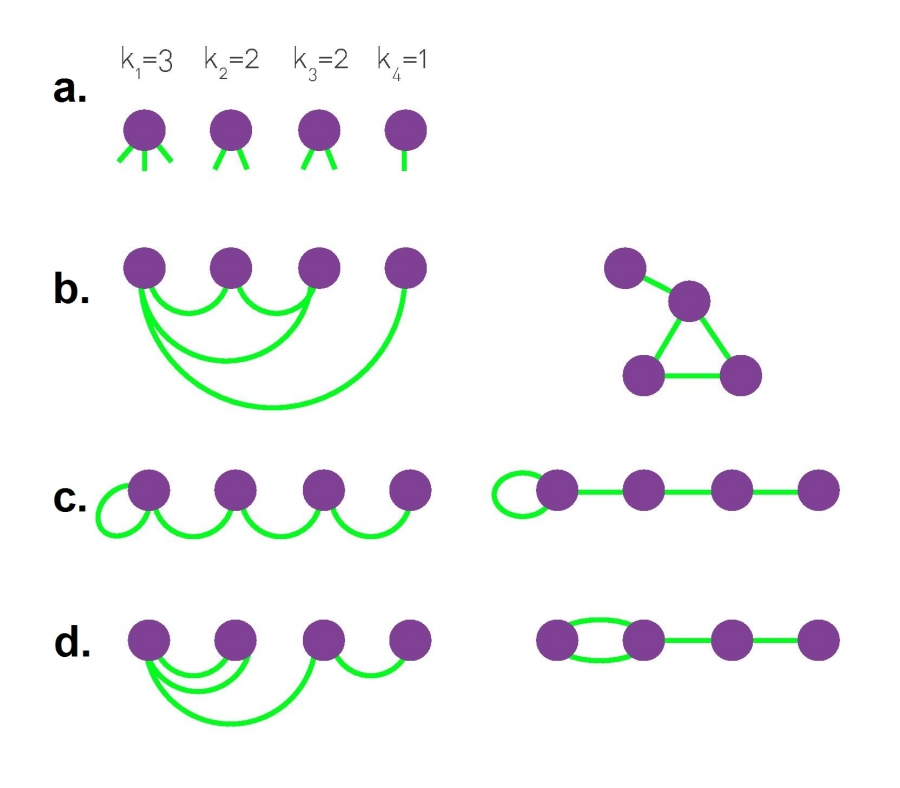 k₁=3 k₂=2 k₃=2 k₄=1
a.
b.
c.
d.